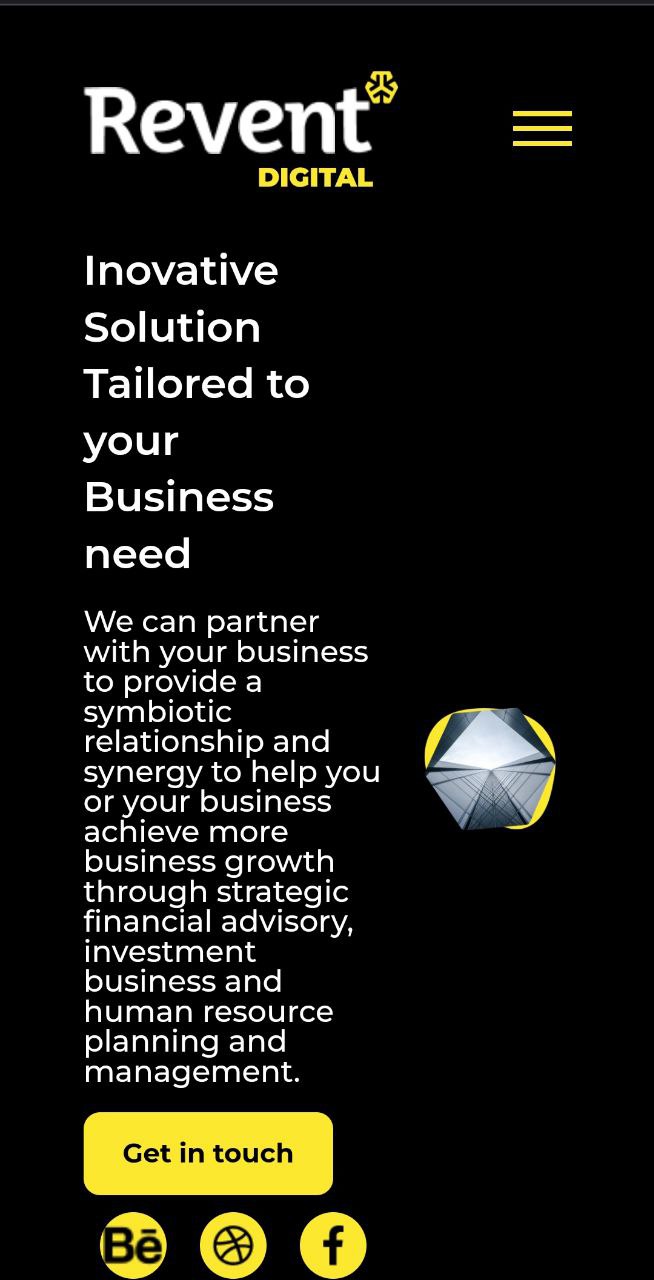 Revent
DIGITAL
Inovative
Solution
Tailored to
your
Business
need
We can partner
with your business
to provide a
symbiotic
relationship and
synergy to help you
or your business
achieve more
business growth
through strategic
financial advisory,
investment
business and
human resource
planning and
management.
Get in touch
Bē